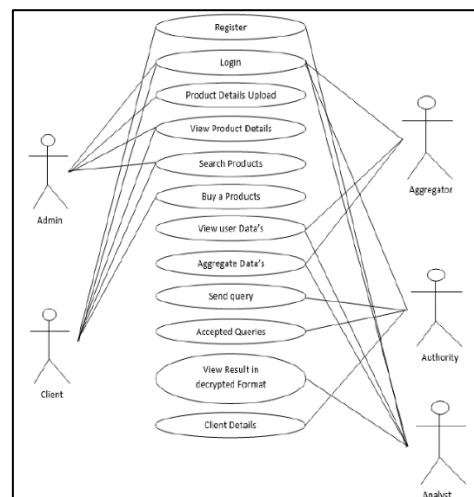 Register
Login
Product Details Upload
View Product Details
Search Products
Buy a Products
View user Data's
Aggregate Data's
Send query
Accepted Queries
View Result in
decrypted Format
Client Details
Admin
Client
Aggregator
Authority
Analyst